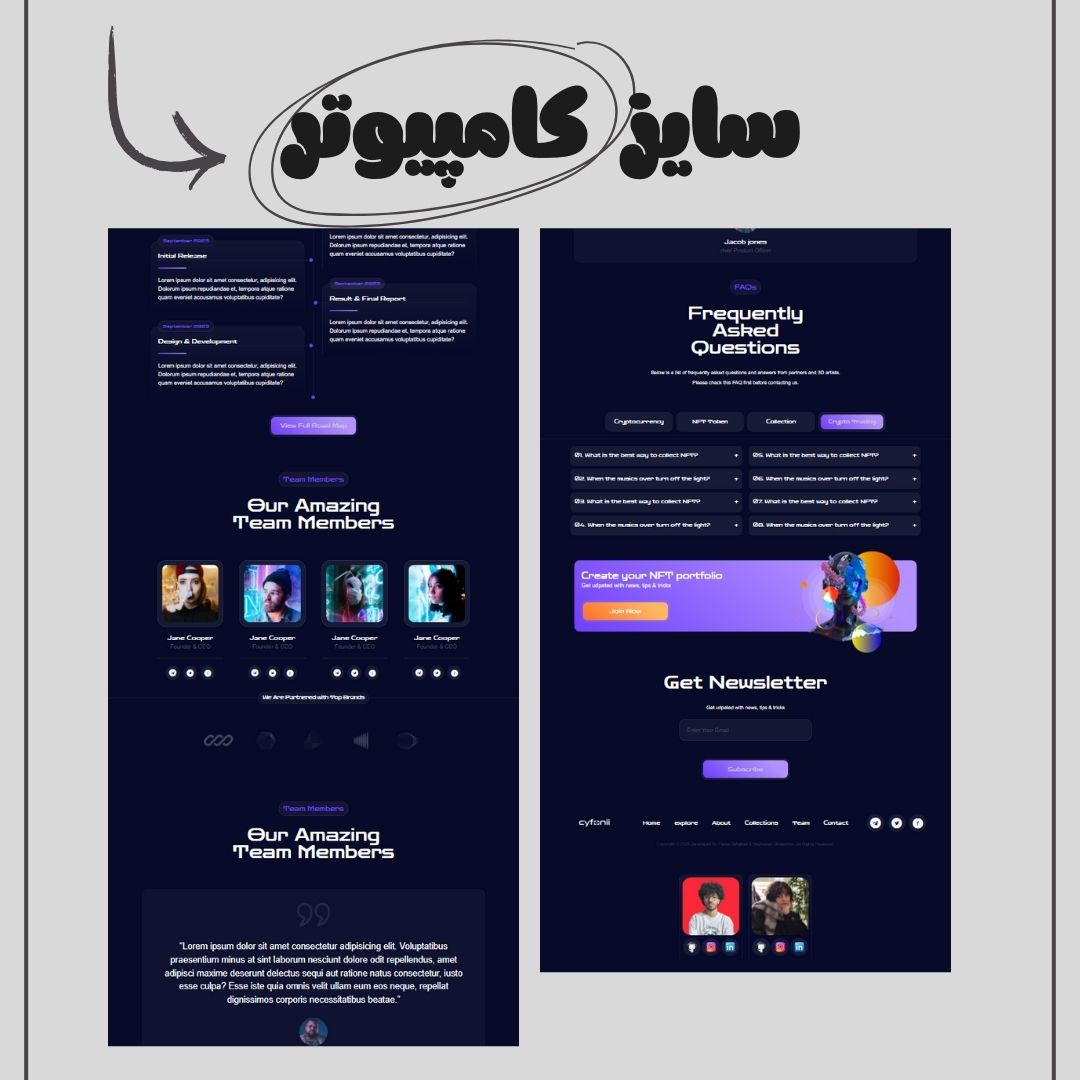 سایز کامپیوتر
September 2023
Initial Release
Lorem ipsum dolor sit amet consectetur, adipisicing elit.
Dolorum ipsum repudiandae et, tempora atque ratione
quam eveniet accusamus voluptatibus cupiditate?
September 2023
Design & Development
Lorem ipsum dolor sit amet consectetur, adipisicing elit.
Dolorum ipsum repudiandae et, tempora atque ratione
quam eveniet accusamus voluptatibus cupiditate?
Lorem ipsum dolor sit amet consectetur, adipisicing elit.
Dolorum ipsum repudiandae et, tempora atque ratione
quam eveniet accusamus voluptatibus cupiditate?
September 2023
Result & Final Report
Lorem ipsum dolor sit amet consectetur, adipisicing elit.
Dolorum ipsum repudiandae et, tempora atque ratione
quam eveniet accusamus voluptatibus cupiditate?
View Full Road Map
Team Members
Our Amazing
Team Members
Jane Cooper
Founder & CEO
Jane Cooper
Founder & CEO
Jane Cooper
Founder & CEO
Jane Cooper
Founder & CEO
We Are Partnered with Top Brands
Team Members
Our Amazing
Team Members
"Lorem ipsum dolor sit amet consectetur adipisicing elit. Voluptatibus
praesentium minus at sint laborum nesciunt dolore odit repellendus, amet
adipisci maxime deserunt delectus sequi aut ratione natus consectetur, iusto
esse culpa? Esse iste quia omnis velit ullam eum eos neque, repellat
dignissimos corporis necessitatibus beatae."
Jacob jones
chief Product Officer
FAQs
Frequently
Asked
Questions
Below is a list of frequently asked questions and answers from partners and 3D artists.
Please check this FAQ first before contacting us.
Cryptocurrency
NFT Token
Collection
Crypto Trading
01. What is the best way to collect NFT? +
02. When the musics over turn off the light? +
03. What is the best way to collect NFT? +
04. When the musics over turn off the light? +
05. What is the best way to collect NFT? +
06. When the musics over turn off the light? +
07. What is the best way to collect NFT? +
08. When the musics over turn off the light? +
Create your NFT portfolio
Get udpated with news, tips & tricks
Join Now
Get Newsletter
Get udpated with news, tips & tricks
Enter Your Email
Subscribe
cyfonii
Home explore About Collections Team Contact